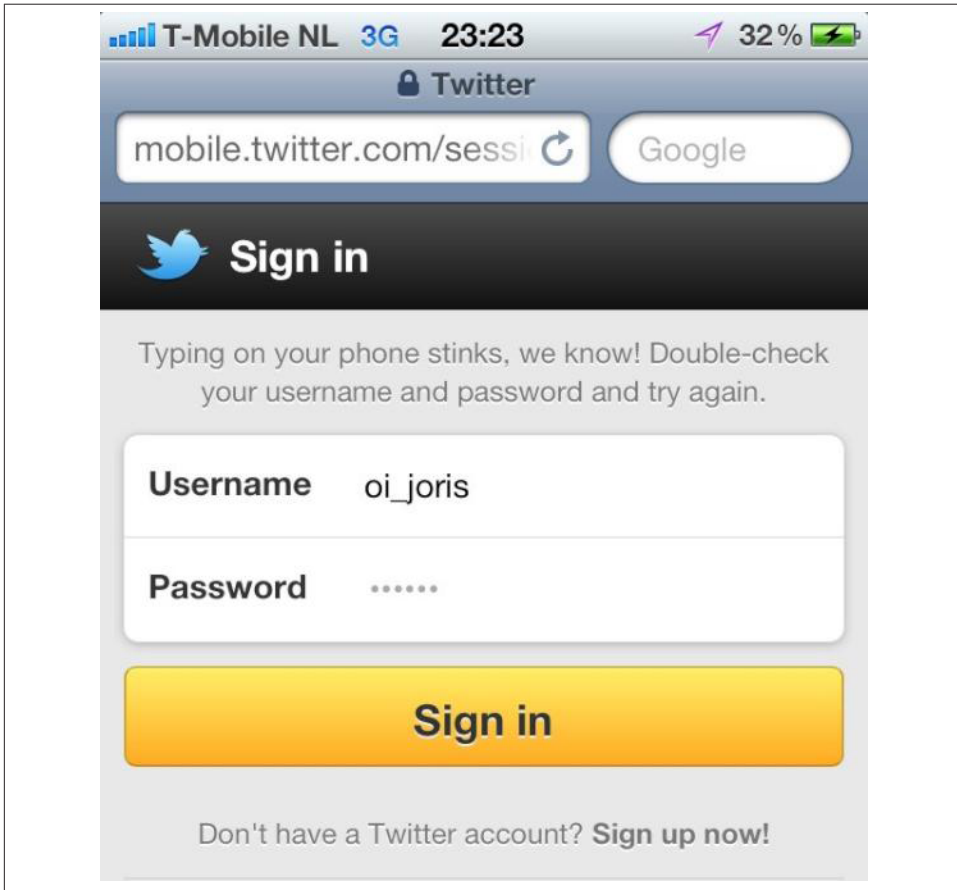 T-Mobile NL 3G 23:23 32%
Twitter
mobile.twitter.com/sessi Google
Sign in
Typing on your phone stinks, we know! Double-check
your username and password and try again.
Username oi_joris
Password ••••••
Sign in
Don't have a Twitter account? Sign up now!